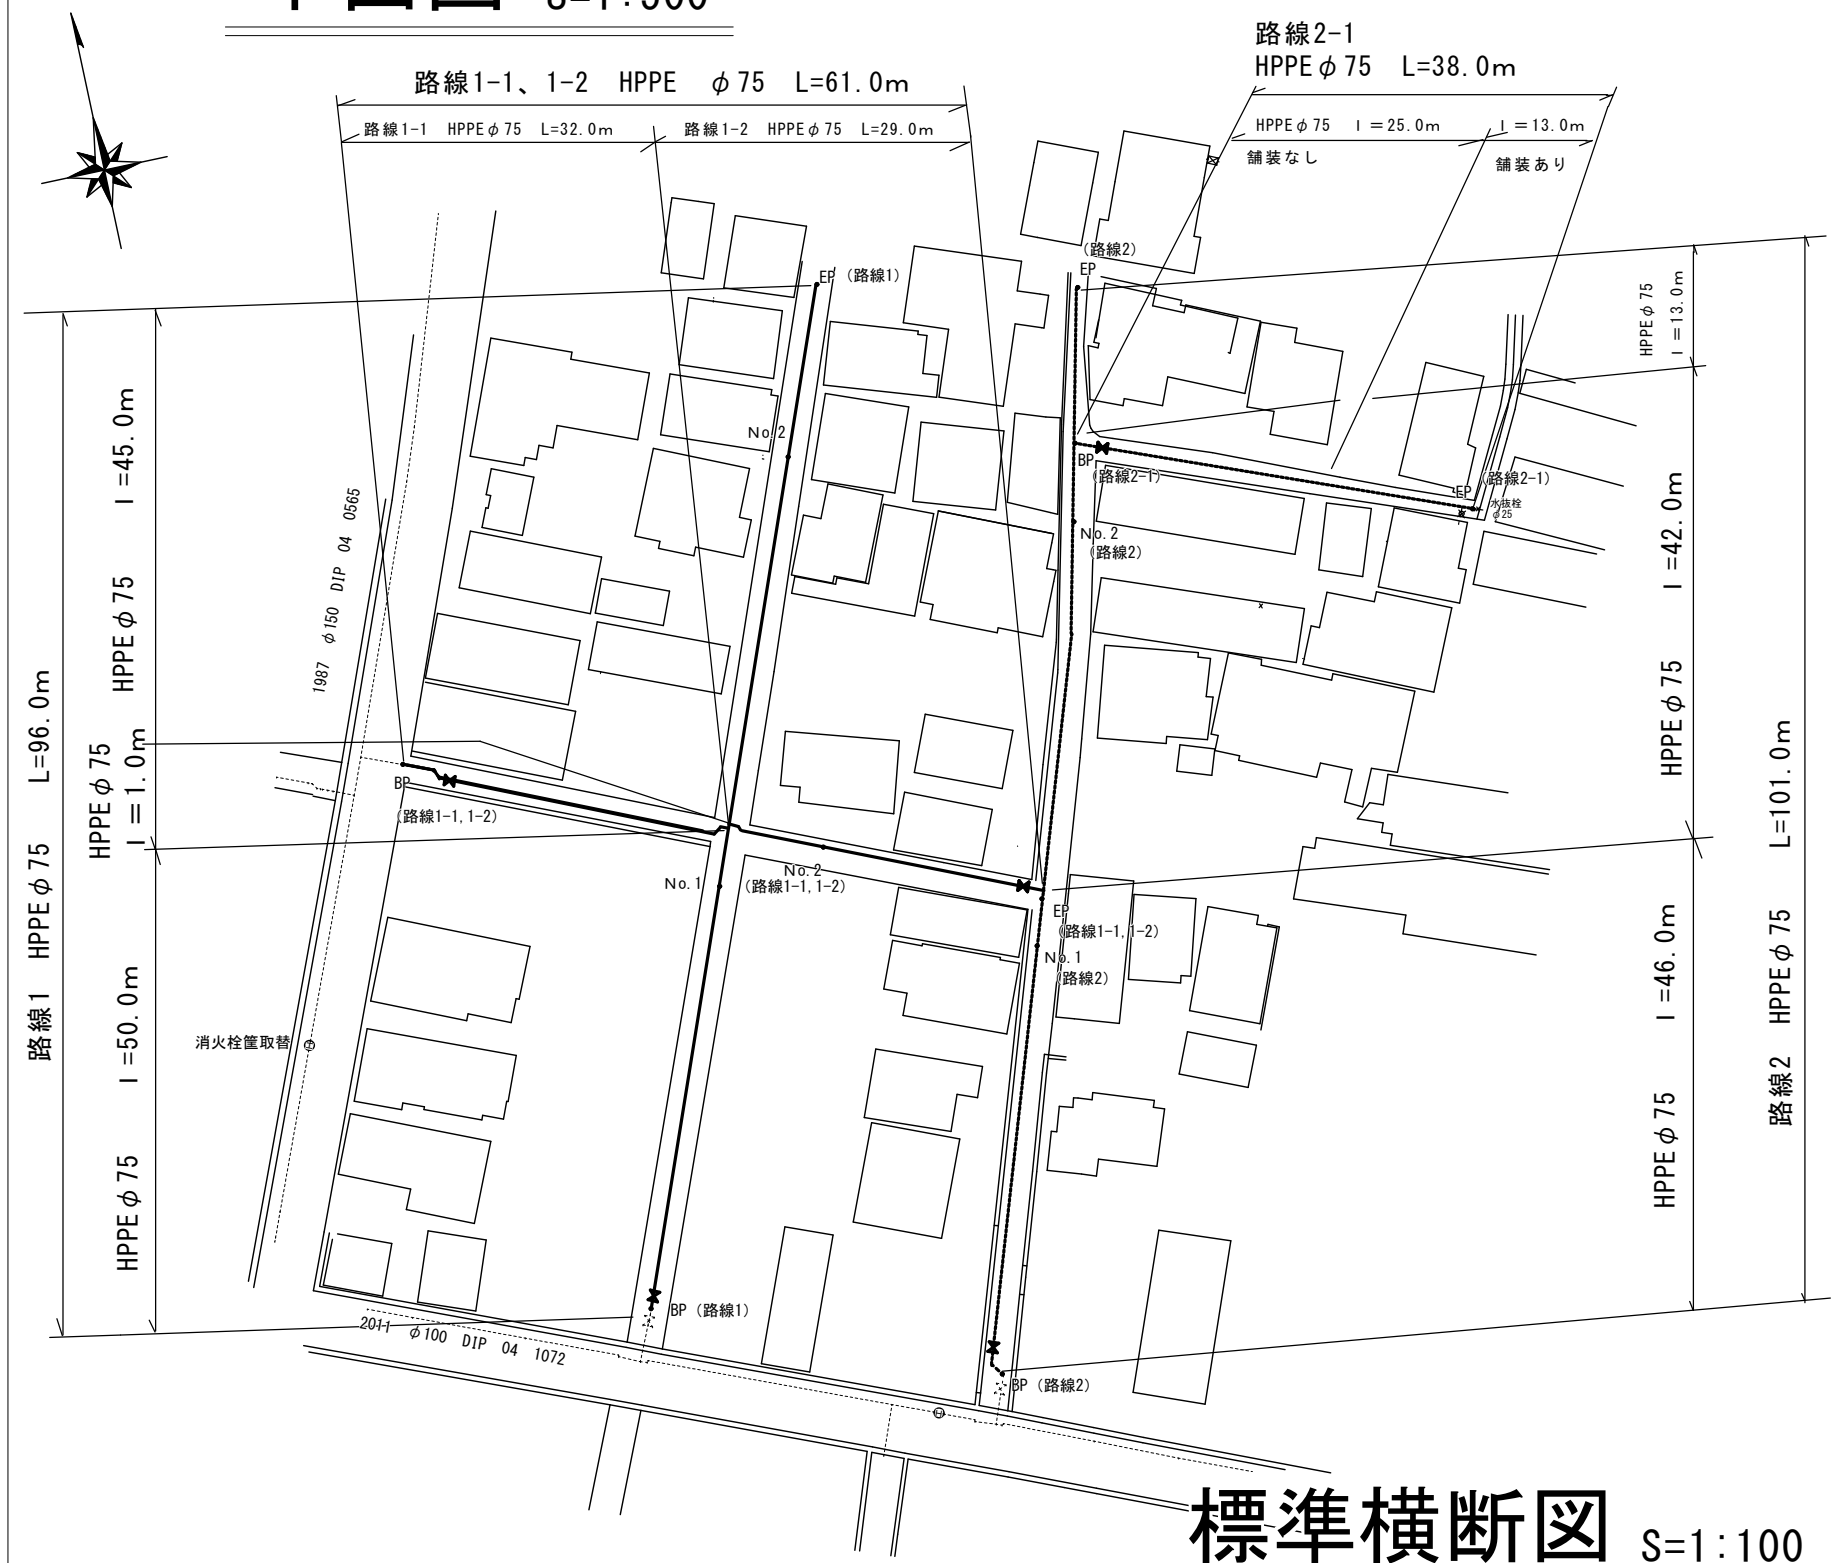 S=1:500
路線1-1、1-2 HPPE φ75 L=61.0m
路線1-1 HPPEφ75 L=32.0m
路線1-2 HPPEφ75 L=29.0m
路線2-1
HPPEφ75 L=38.0m
HPPEφ75 l=25.0m
l=13.0m
舗装なし
舗装あり
(路線2)
EP
EP (路線1)
HPPEφ75
l=13.0m
No.2
BP
(路線2-1)
EP
(路線2-1)
水抜栓
φ25
No.2
(路線2)
1987 φ150 DIP 04 0565
路線1 HPPEφ75 L=96.0m
HPPEφ75 l=45.0m
HPPEφ75
l=1.0m
HPPEφ75 l=50.0m
HPPEφ75 l=42.0m
HPPEφ75 l=46.0m
路線2 HPPEφ75 L=101.0m
BP
(路線1-1,1-2)
No.1
No.2
(路線1-1,1-2)
EP
(路線1-1,1-2)
No.1
(路線2)
消火栓筐取替
H
BP (路線1)
2011 φ100 DIP 04 1072
BP (路線2)
H
標準横断図 S=1:100